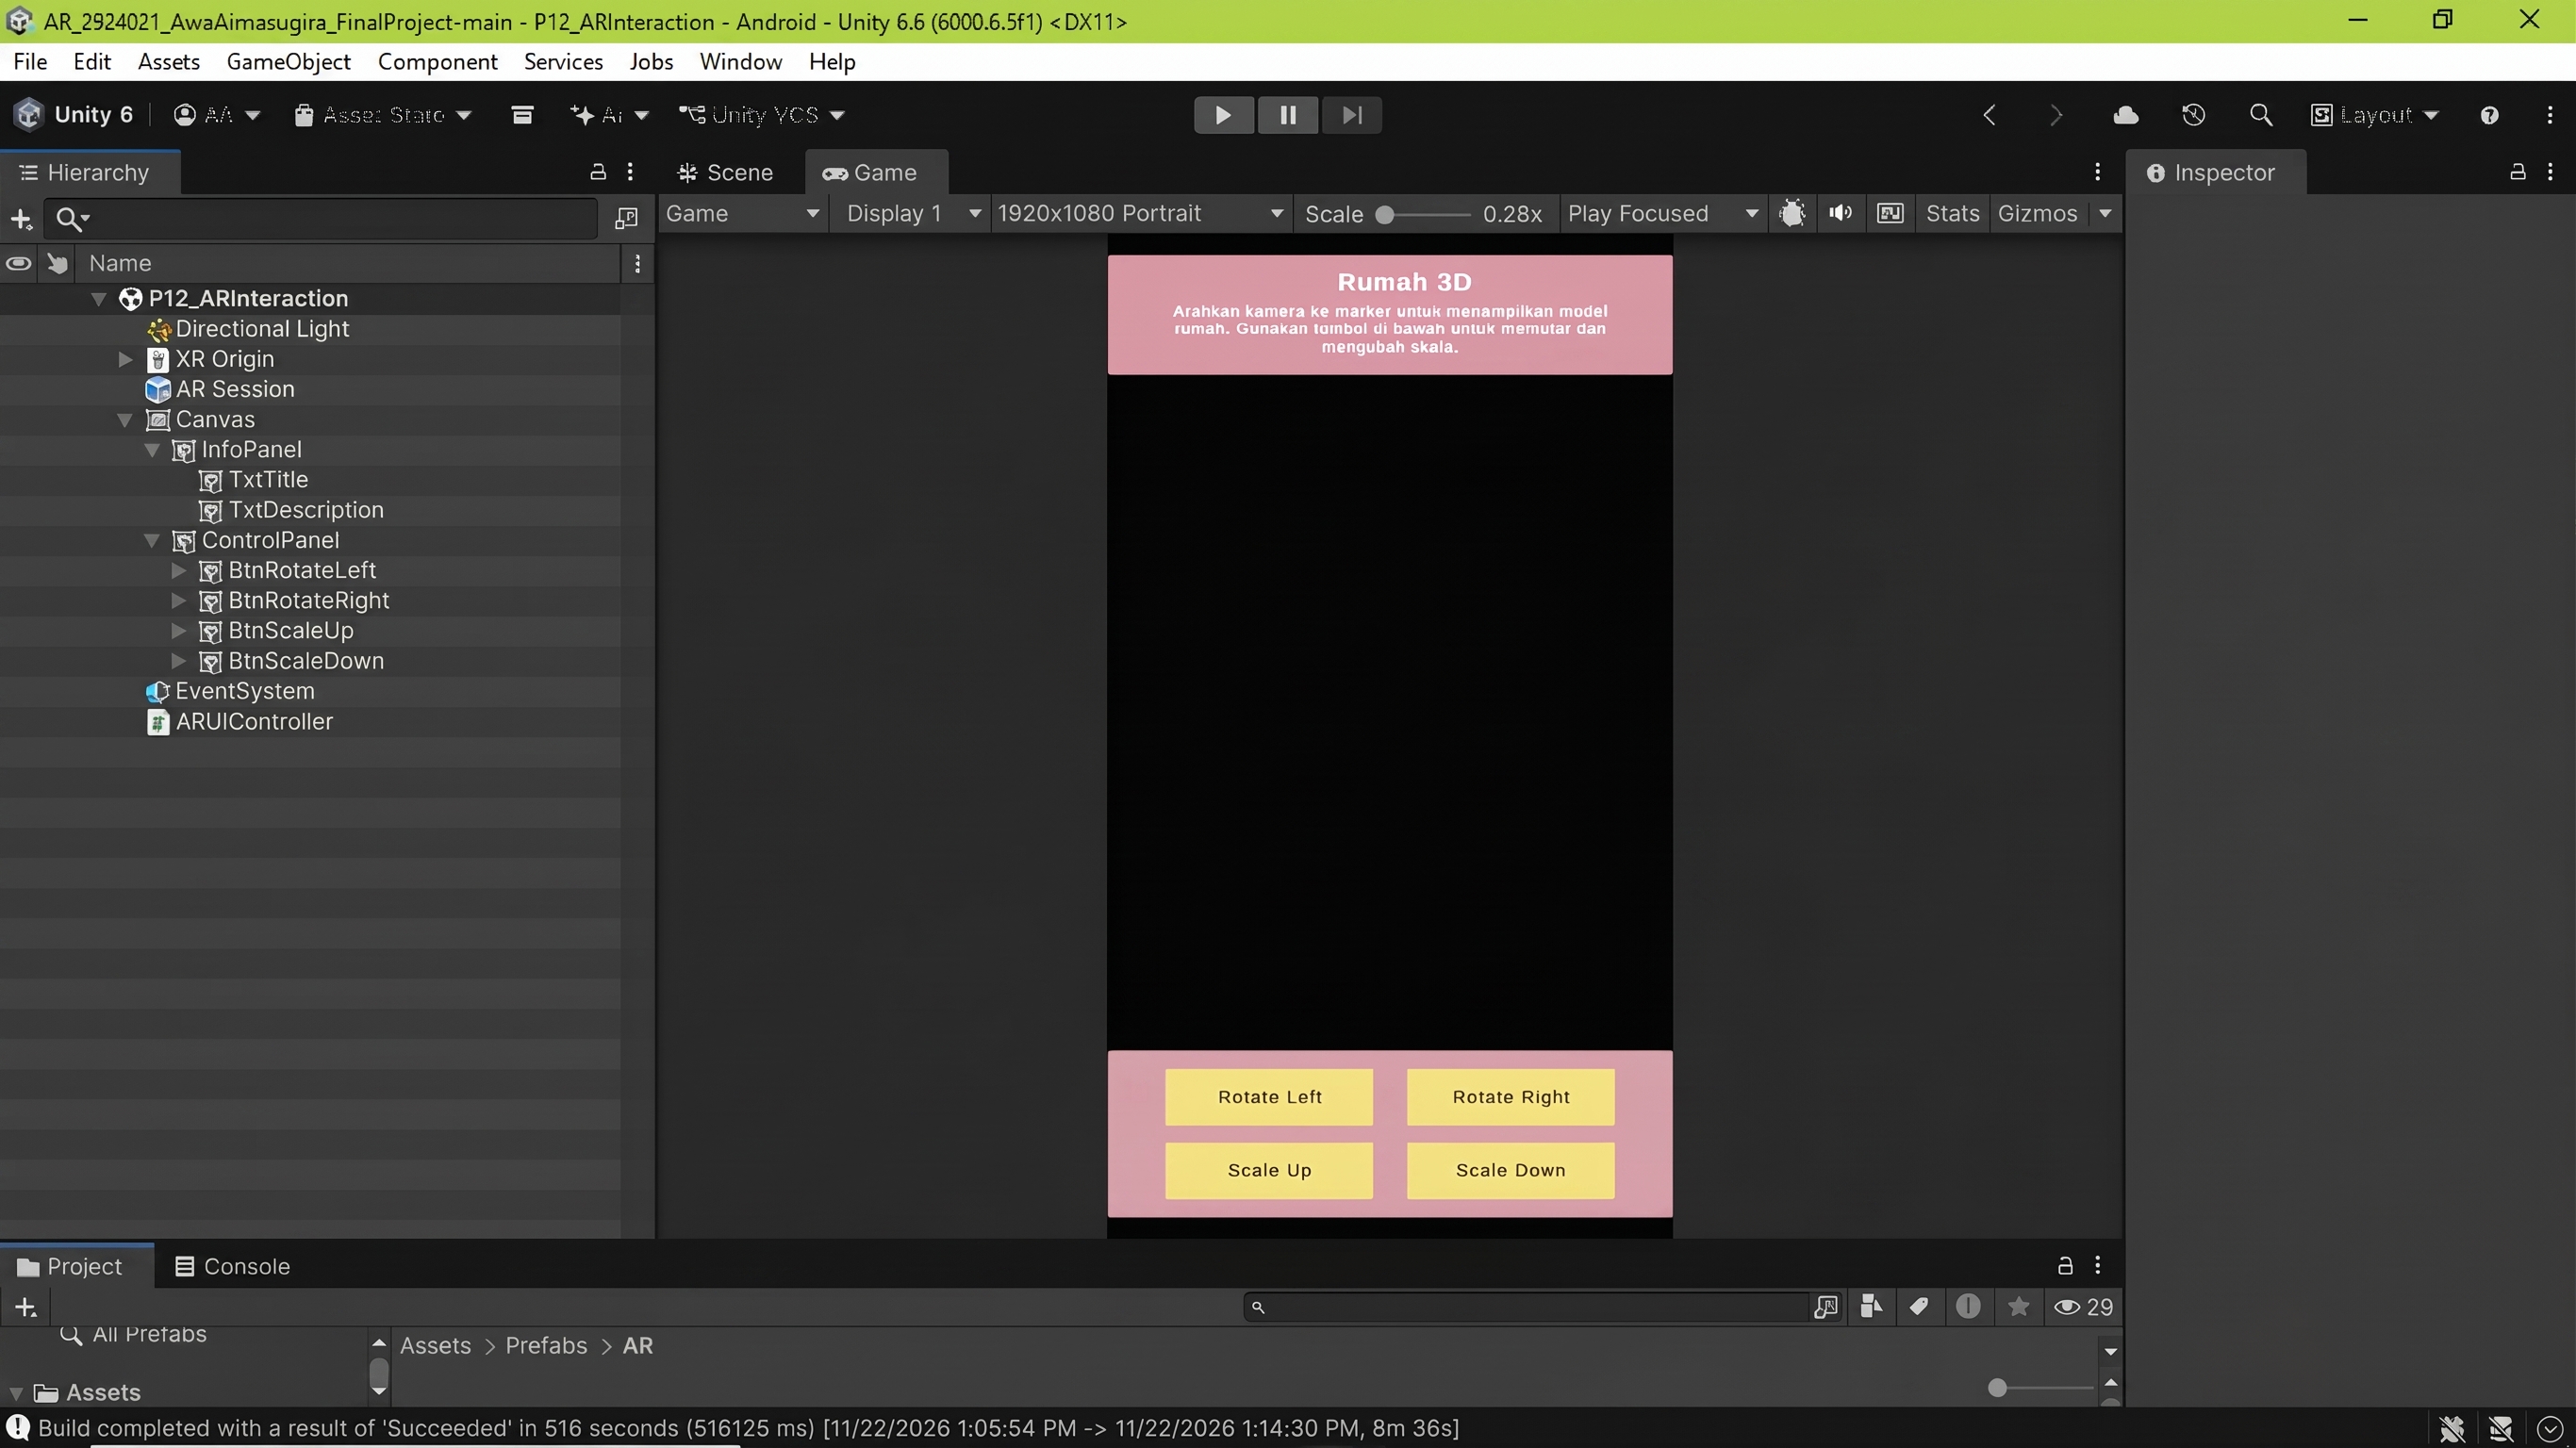 AR_2924021_AwaAimasugira_FinalProject-main - P12_ARInteraction - Android - Unity 6.6 (6000.6.5f1) <DX11>
File Edit Assets GameObject Component Services Jobs Window Help
Unity 6 AA Layout
Hierarchy
Name
P12_ARInteraction
Directional Light
XR Origin
AR Session
Canvas
InfoPanel
TxtTitle
TxtDescription
ControlPanel
BtnRotateLeft
BtnRotateRight
BtnScaleUp
BtnScaleDown
EventSystem
ARUIController
Scene Game
Game Display 1 1920x1080 Portrait Scale 0.28x Play Focused Stats Gizmos
Rumah 3D
Arahkan kamera ke marker untuk menampilkan model
rumah. Gunakan tombol di bawah untuk memutar dan
mengubah skala.
Rotate Left Rotate Right
Scale Up Scale Down
Inspector
Project Console
29
All Prefabs
Assets
Assets > Prefabs > AR
Build completed with a result of 'Succeeded' in 516 seconds (516125 ms) [11/22/2026 1:05:54 PM -> 11/22/2026 1:14:30 PM, 8m 36s]